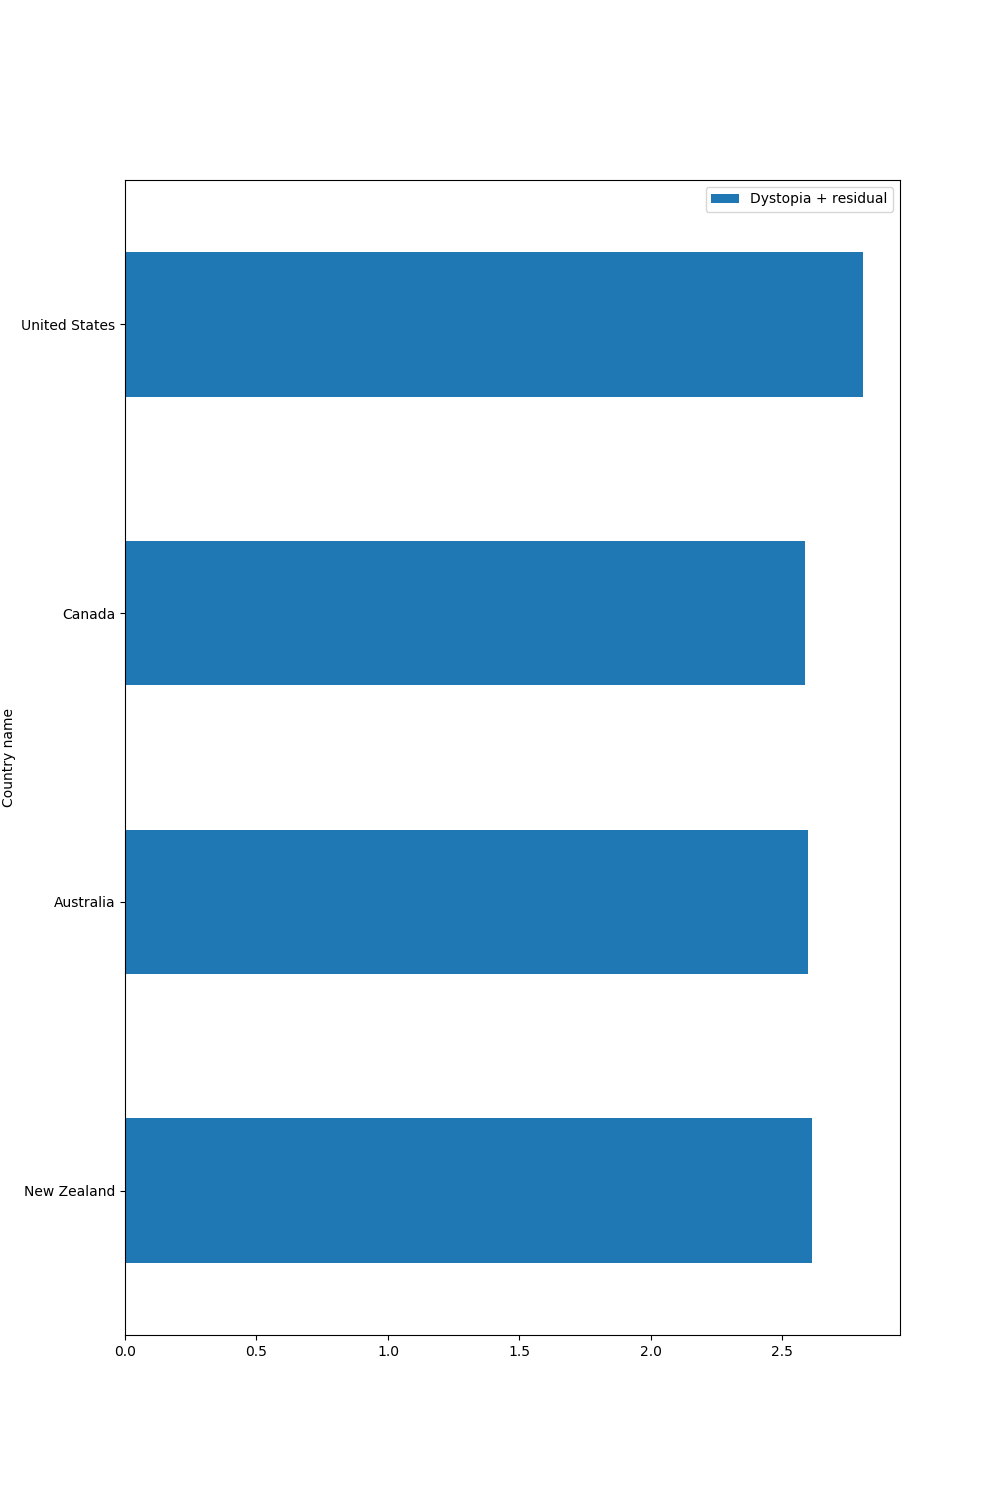 Dystopia + residual
United States
Canada
Country name
Australia
New Zealand
0.0 0.5 1.0 1.5 2.0 2.5